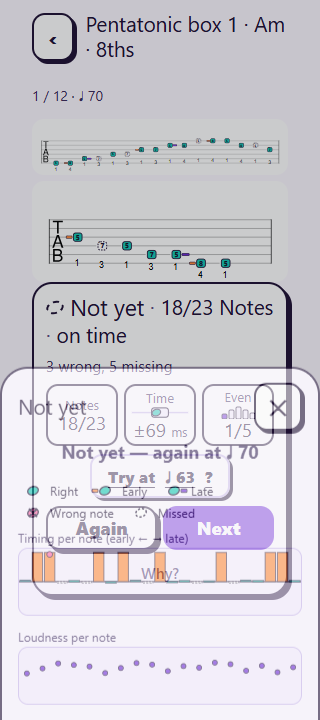 Pentatonic box 1 · Am
· 8ths
1 / 12 · ♩ 70
T
A
B
5
7
5
7
5
8
5
1
3
1
3
1
4
1
Not yet · 18/23 Notes
· on time
3 wrong, 5 missing
Not yet
Notes
18/23
Time
±69 ms
Even
1/5
Not yet — again at ♩ 70
Try at ♩ 63 ?
Right
Early
Late
Wrong note
Missed
Again
Next
Timing per note (early ← → late)
Why?
Loudness per note